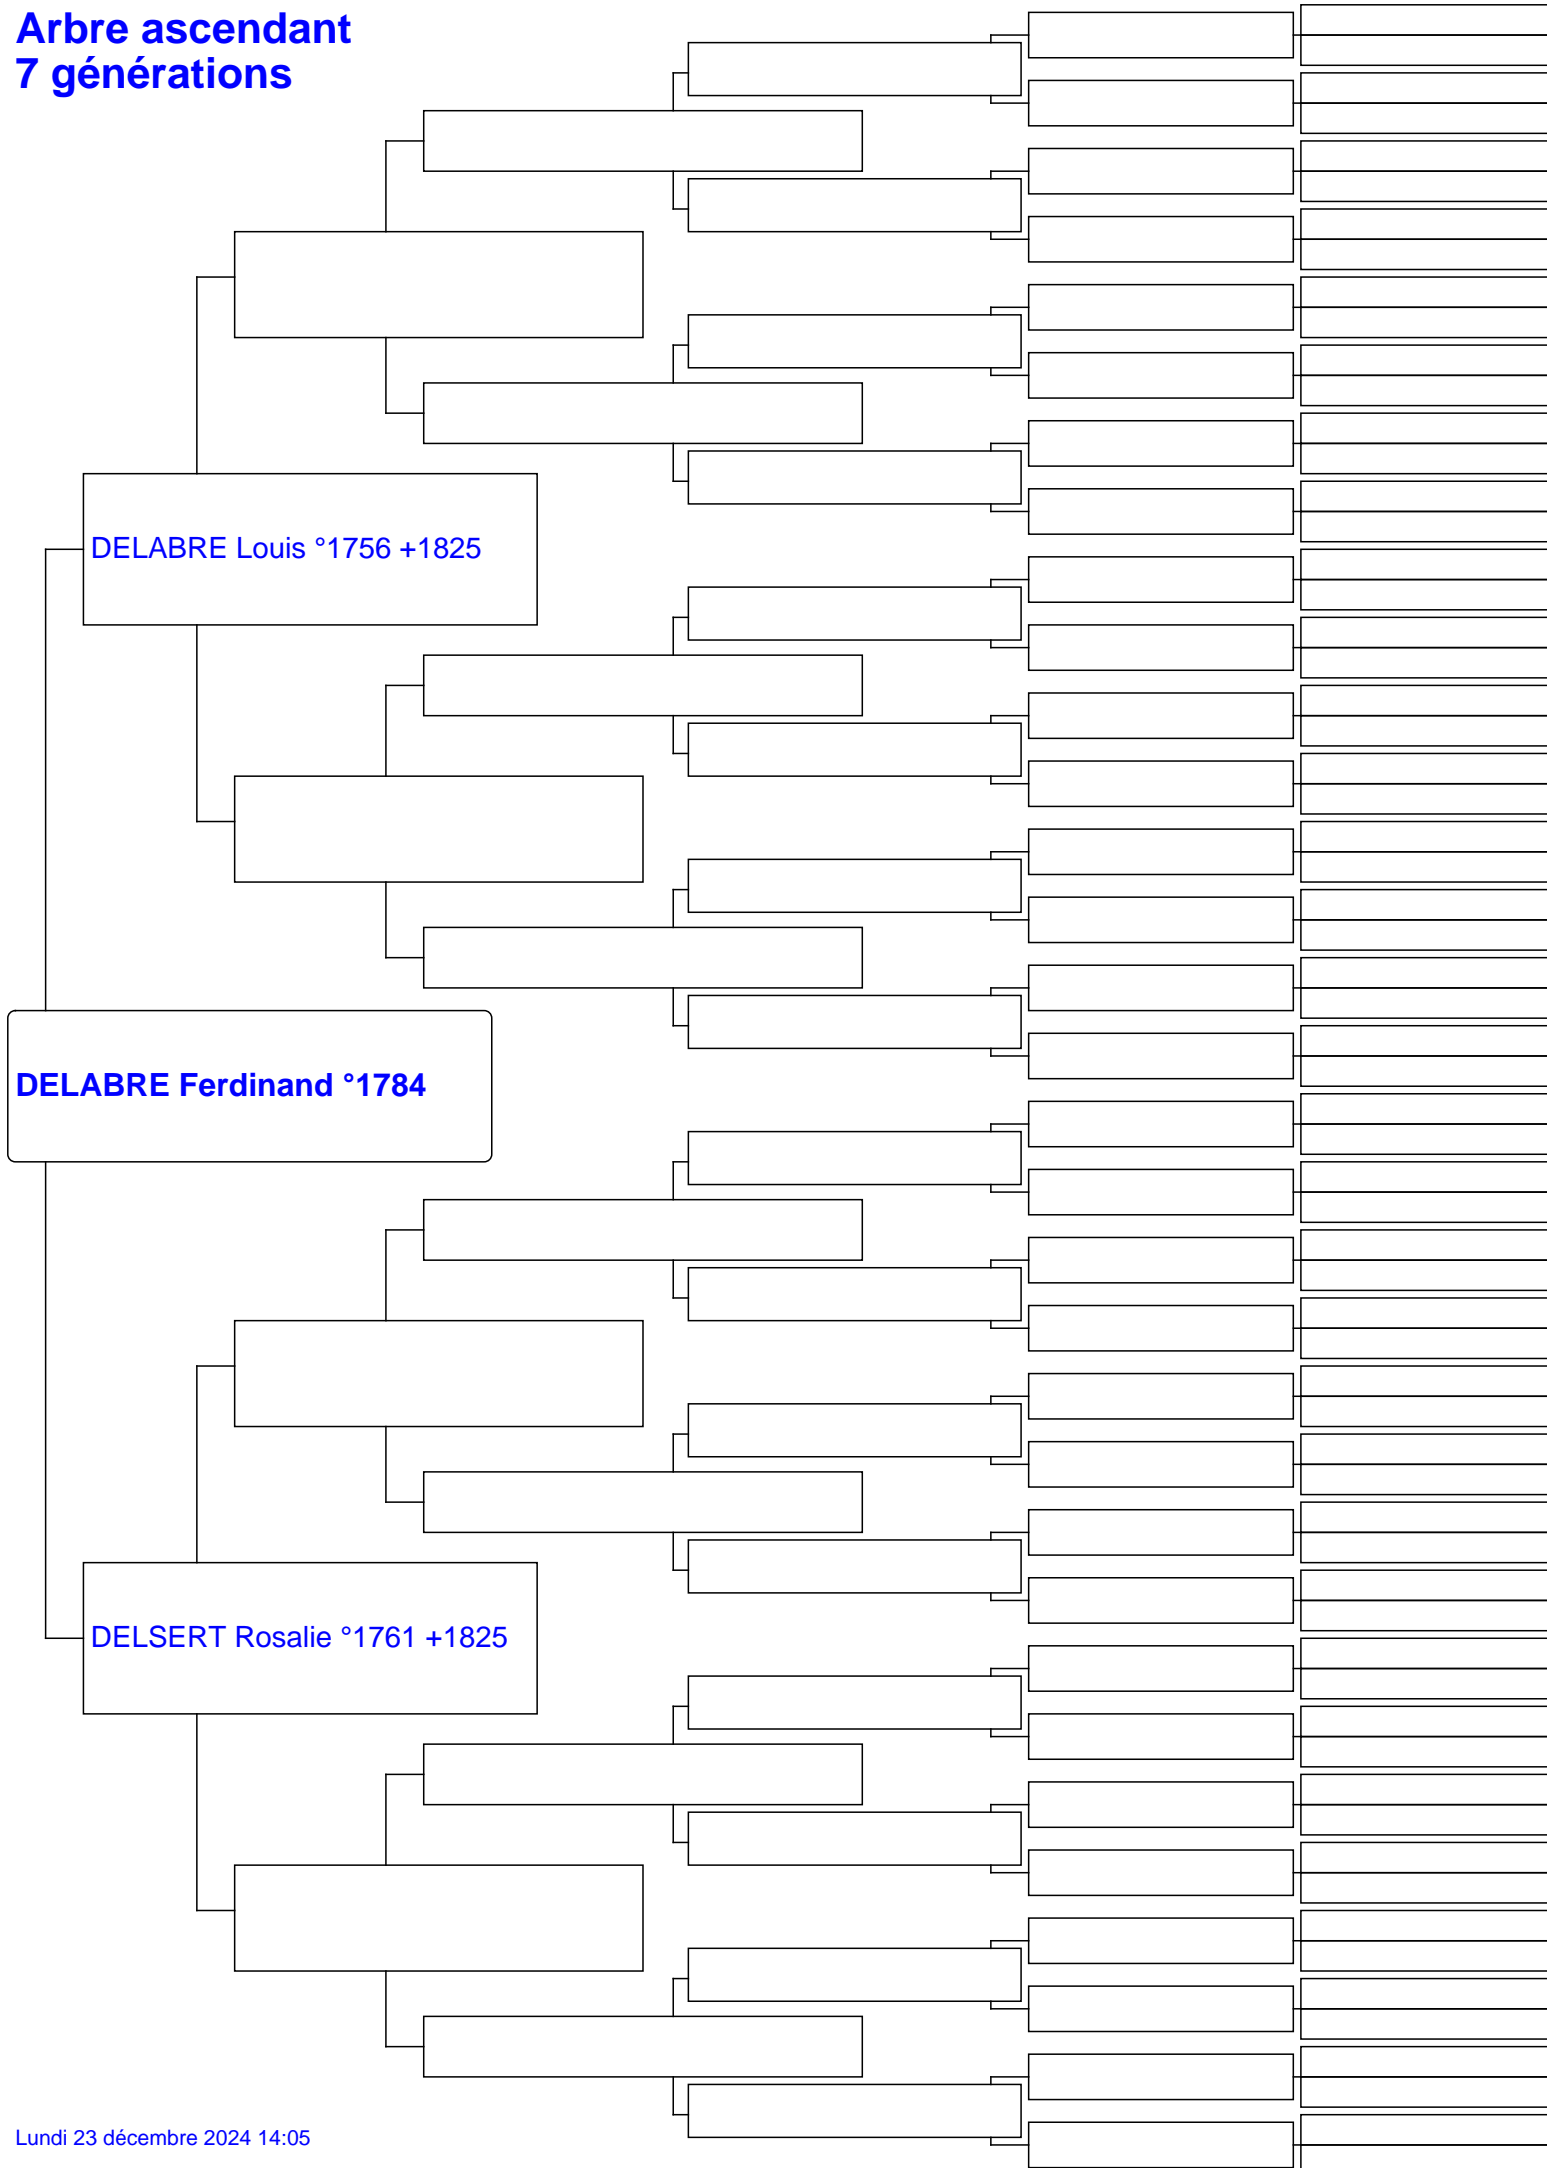 Arbre ascendant
7 générations
DELABRE Louis °1756 +1825
DELABRE Ferdinand °1784
DELSERT Rosalie °1761 +1825
Lundi 23 décembre 2024 14:05